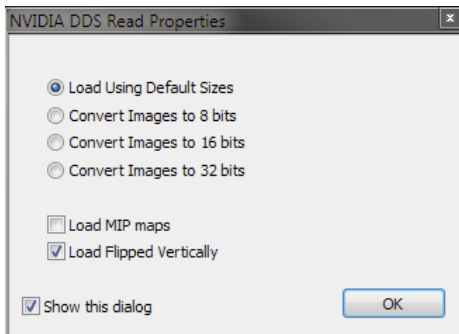 NVIDIA DDS Read Properties
Load Using Default Sizes
Convert Images to 8 bits
Convert Images to 16 bits
Convert Images to 32 bits
Load MIP maps
Load Flipped Vertically
Show this dialog
OK